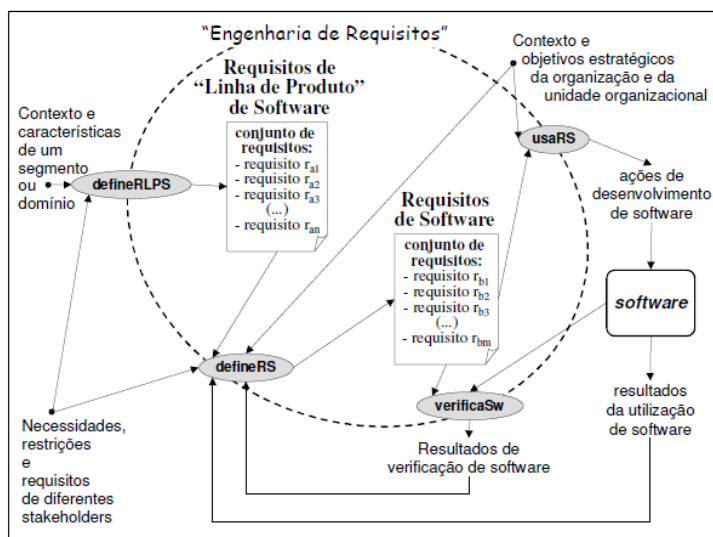 “Engenharia de Requisitos”
Requisitos de
“Linha de Produto”
de Software
conjunto de
requisitos:
- requisito ra1
- requisito ra2
- requisito ra3
(...)
- requisito ran
Contexto e
objetivos estratégicos
da organização e da
unidade organizacional
Contexto e
características
de um
segmento
ou
domínio
defineRLPS
usaRS
ações de
desenvolvimento
de software
Requisitos
de Software
conjunto de
requisitos:
- requisito rb1
- requisito rb2
- requisito rb3
(...)
- requisito rbm
software
defineRS
verificaSw
resultados
da utilização
de software
Necessidades,
restrições
e
requisitos
de diferentes
stakeholders
Resultados de
verificação de software